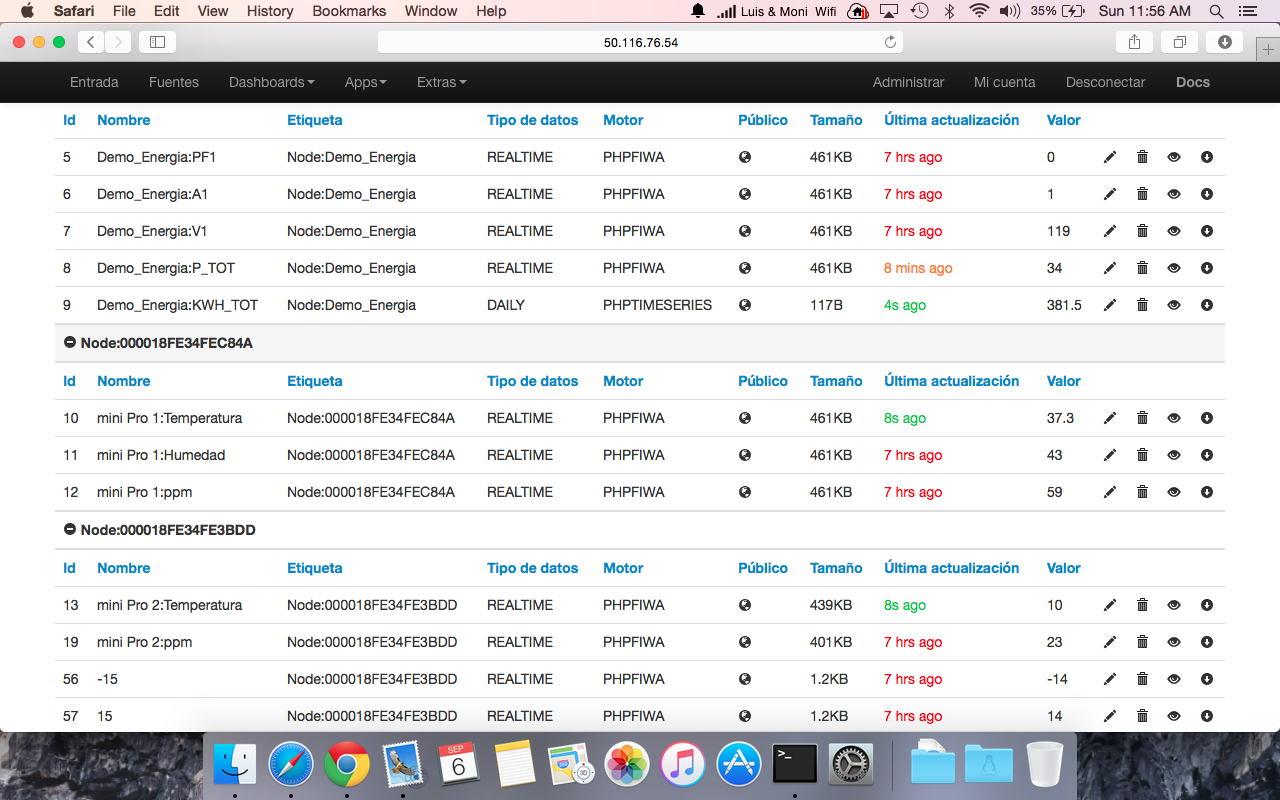 Safari File Edit View History Bookmarks Window Help Luis & Moni Wifi 35% Sun 11:56 AM
50.116.76.54
Entrada Fuentes Dashboards Apps Extras Administrar Mi cuenta Desconectar Docs
Id Nombre Etiqueta Tipo de datos Motor Público Tamaño Última actualización Valor
5 Demo_Energia:PF1 Node:Demo_Energia REALTIME PHPFIWA 461KB 7 hrs ago 0
6 Demo_Energia:A1 Node:Demo_Energia REALTIME PHPFIWA 461KB 7 hrs ago 1
7 Demo_Energia:V1 Node:Demo_Energia REALTIME PHPFIWA 461KB 7 hrs ago 119
8 Demo_Energia:P_TOT Node:Demo_Energia REALTIME PHPFIWA 461KB 8 mins ago 34
9 Demo_Energia:KWH_TOT Node:Demo_Energia DAILY PHPTIMESERIES 117B 4s ago 381.5
Node:000018FE34FEC84A
Id Nombre Etiqueta Tipo de datos Motor Público Tamaño Última actualización Valor
10 mini Pro 1:Temperatura Node:000018FE34FEC84A REALTIME PHPFIWA 461KB 8s ago 37.3
11 mini Pro 1:Humedad Node:000018FE34FEC84A REALTIME PHPFIWA 461KB 7 hrs ago 43
12 mini Pro 1:ppm Node:000018FE34FEC84A REALTIME PHPFIWA 461KB 7 hrs ago 59
Node:000018FE34FE3BDD
Id Nombre Etiqueta Tipo de datos Motor Público Tamaño Última actualización Valor
13 mini Pro 2:Temperatura Node:000018FE34FE3BDD REALTIME PHPFIWA 439KB 8s ago 10
19 mini Pro 2:ppm Node:000018FE34FE3BDD REALTIME PHPFIWA 401KB 7 hrs ago 23
56 -15 Node:000018FE34FE3BDD REALTIME PHPFIWA 1.2KB 7 hrs ago -14
57 15 Node:000018FE34FE3BDD REALTIME PHPFIWA 1.2KB 7 hrs ago 14
SEP
6
280
3D
>_